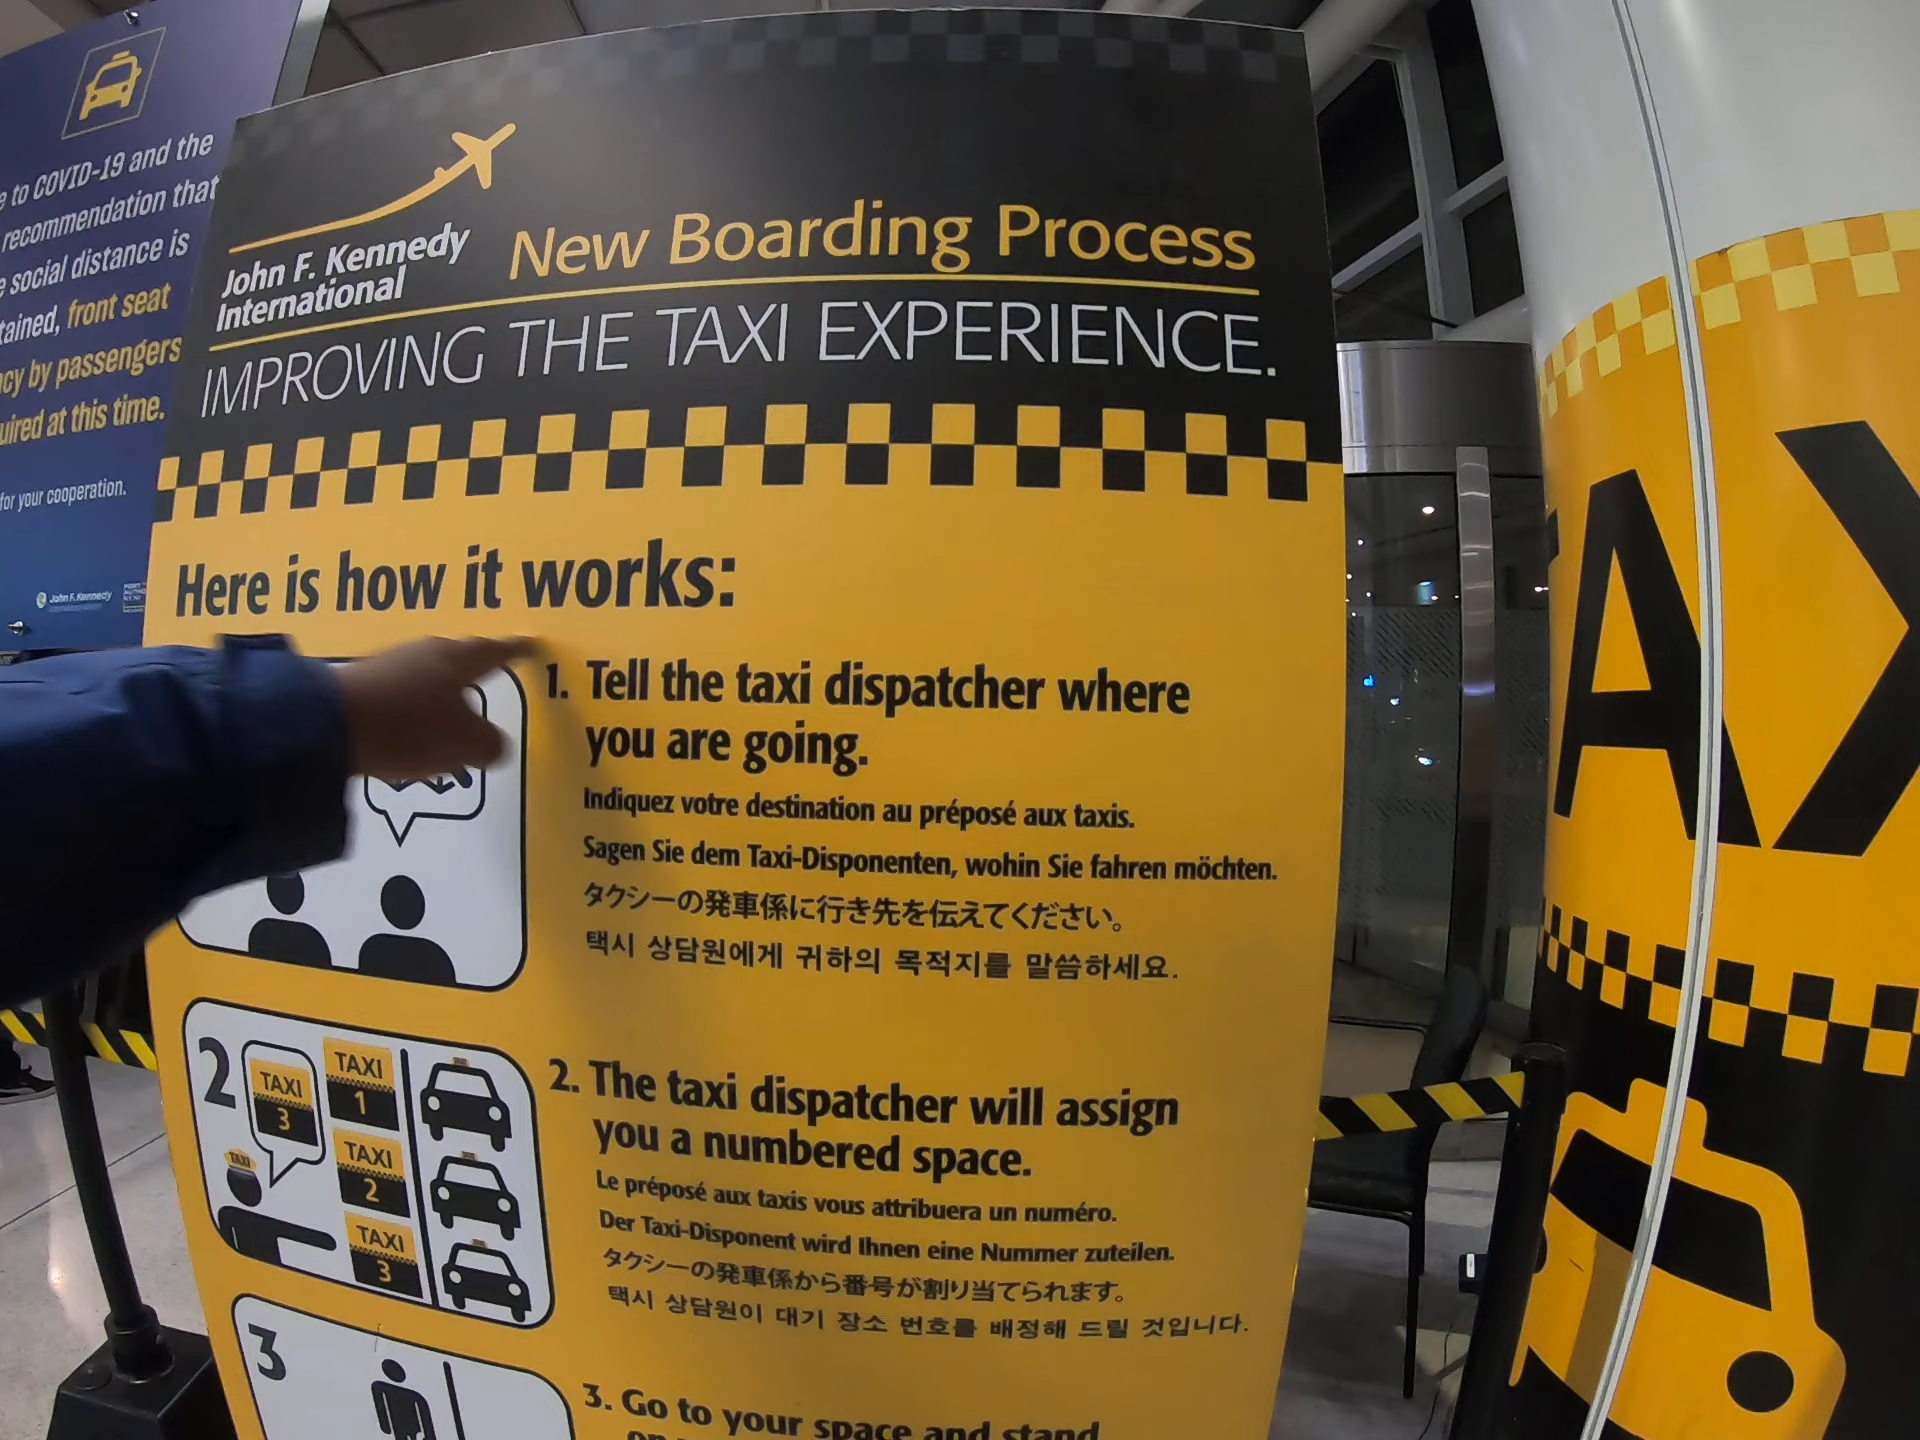 to COVID-19 and the
recommendation that
social distance is
front seat
by passengers
at this time.
for your cooperation.
John F. Kennedy
John F. Kennedy
International
New Boarding Process
IMPROVING THE TAXI EXPERIENCE.
Here is how it works:
1. Tell the taxi dispatcher where
you are going.
Indiquez votre destination au préposé aux taxis.
Sagen Sie dem Taxi-Disponenten, wohin Sie fahren möchten.
タクシーの発車係に行き先を伝えてください。
택시 상담원에게 귀하의 목적지를 말씀하세요.
2
TAXI
3
TAXI
1
TAXI
2
TAXI
3
TAXI
2. The taxi dispatcher will assign
you a numbered space.
Le préposé aux taxis vous attribuera un numéro.
Der Taxi-Disponent wird Ihnen eine Nummer zuteilen.
タクシーの発車係から番号が割り当てられます。
택시 상담원이 대기 장소 번호를 배정해 드릴 것입니다.
3
3. Go to your space and stand
TAX